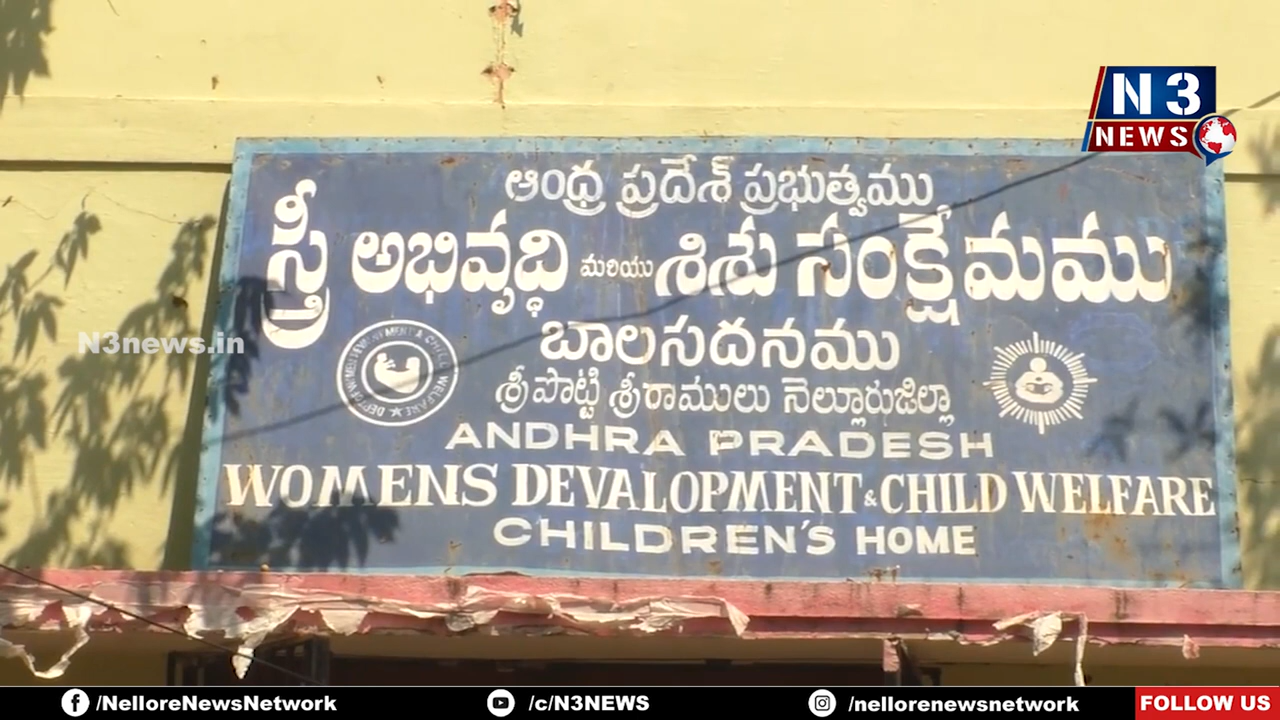 N3
NEWS
ఆంధ్ర ప్రదేశ్ ప్రభుత్వము
స్త్రీ అభివృద్ధి మరియు శిశు సంక్షేమము
బాలసదనము
శ్రీ పొట్టి శ్రీరాములు నెల్లూరుజిల్లా
ANDHRA PRADESH
WOMENS DEVALOPMENT & CHILD WELFARE
CHILDREN'S HOME
N3news.in
/NelloreNewsNetwork
/c/N3NEWS
/nellorenewsnetwork
FOLLOW US